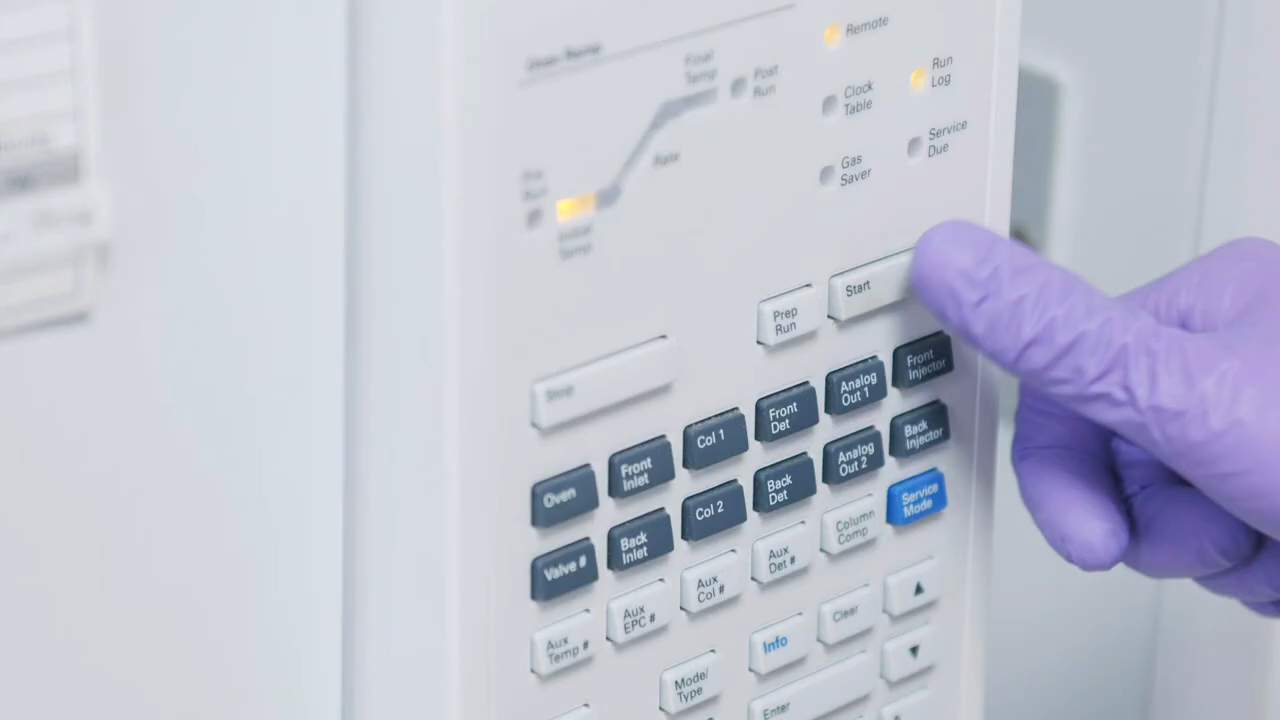 Oven Ramp
Final
Temp
Post
Run
Rate
Pre
Run
Initial
Temp
Remote
Run
Log
Clock
Table
Service
Due
Gas
Saver
Start
Prep
Run
Stop
Oven
Front
Inlet
Col 1
Front
Det
Analog
Out 1
Front
Injector
Valve #
Back
Inlet
Col 2
Back
Det
Analog
Out 2
Back
Injector
Aux
Temp #
Aux
EPC #
Aux
Col #
Aux
Det #
Column
Comp
Service
Mode
Mode/
Type
Info
Clear
Enter